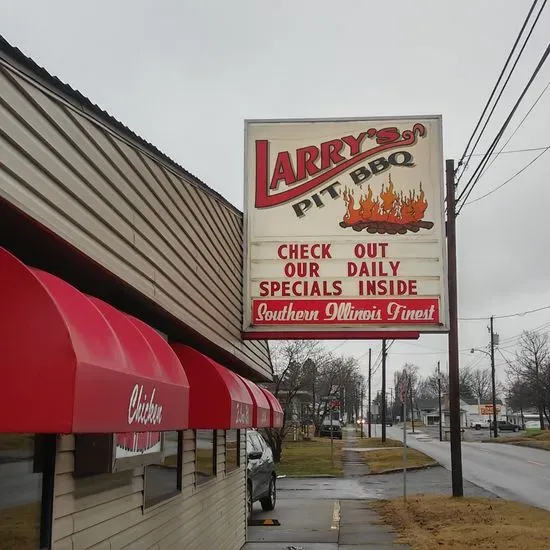 LARRY'S
PIT BBQ
CHECK OUT
OUR DAILY
SPECIALS INSIDE
Southern Illinois Finest
Chicken